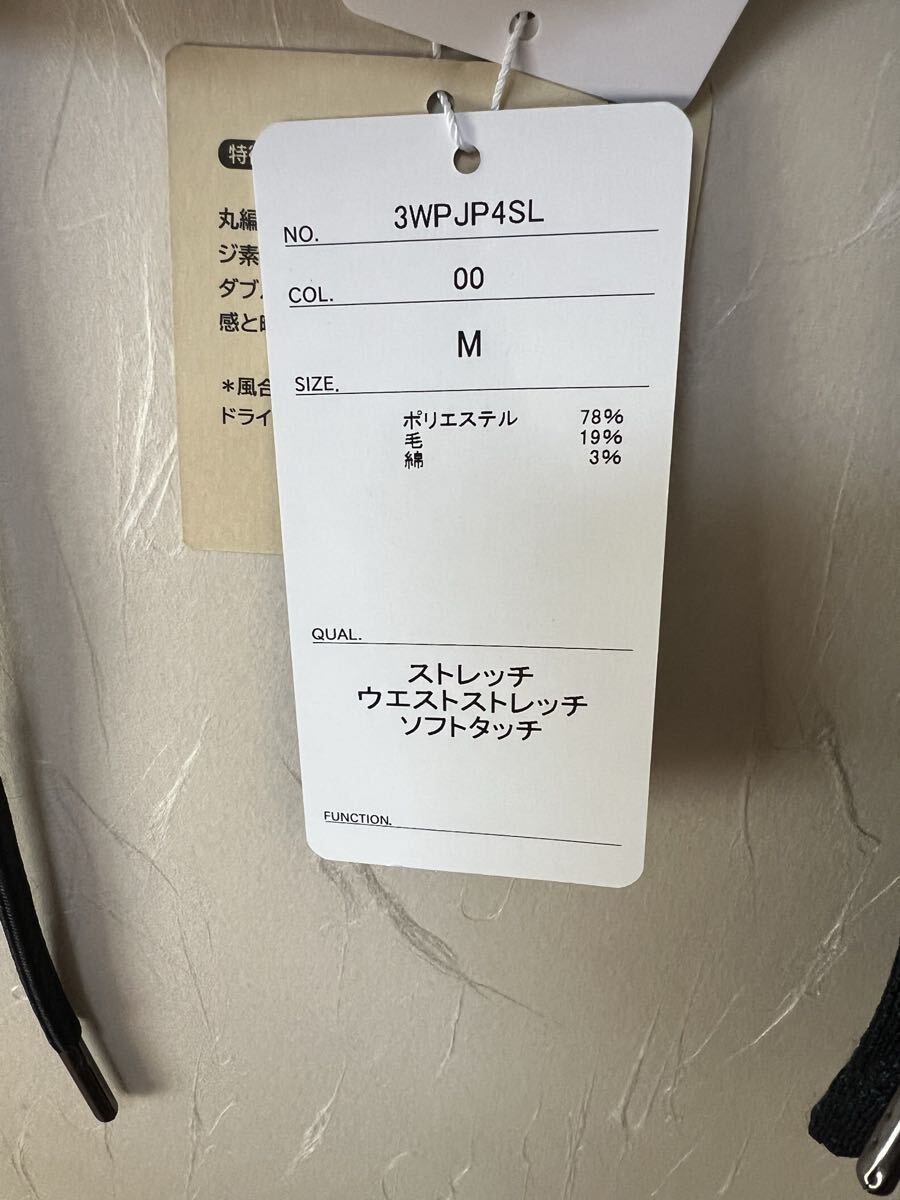 NO. 3WPJP4SL
COL. 00
SIZE. M
ポリエステル 78%
毛 19%
綿 3%
QUAL.
ストレッチ
ウエストストレッチ
ソフトタッチ
FUNCTION.
丸編
ジ素
ダブ
感と
*風合
ドライ